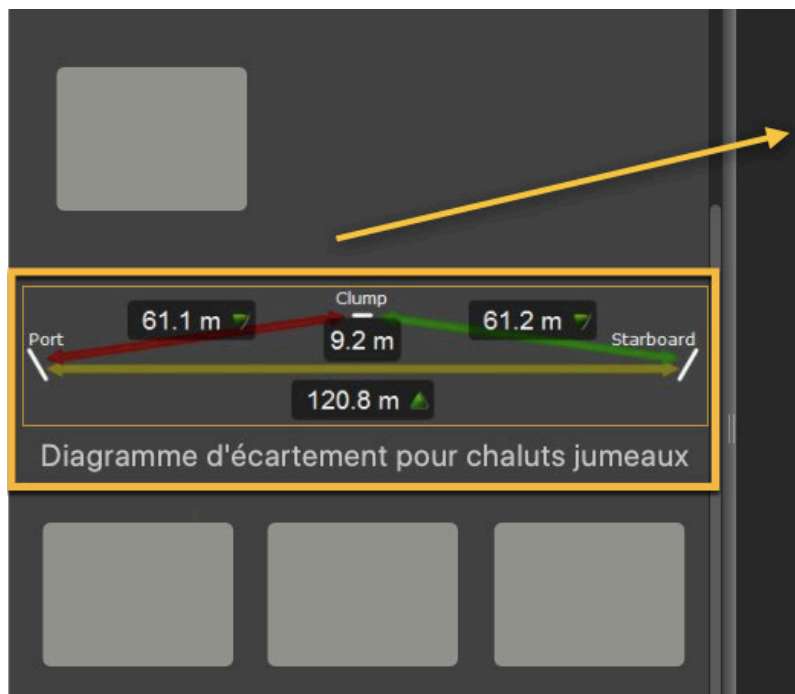 Clump
61.1 m
61.2 m
Port
9.2 m
Starboard
120.8 m
Diagramme d'écartement pour chaluts jumeaux